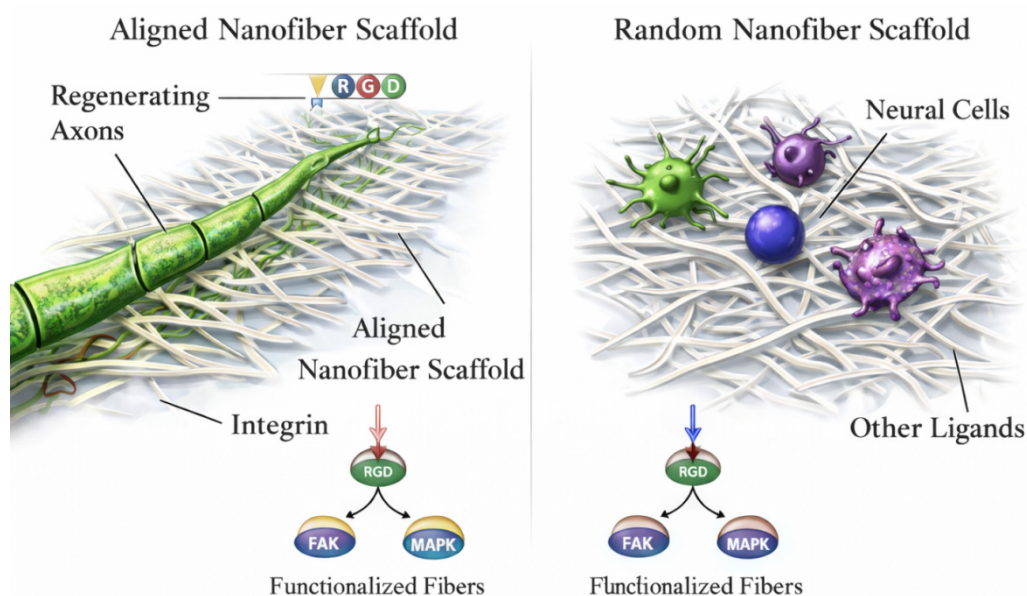 Aligned Nanofiber Scaffold
R G D
Regenerating
Axons
Aligned
Nanofiber Scaffold
Integrin
RGD
FAK
MAPK
Functionalized Fibers
Random Nanofiber Scaffold
Neural Cells
Other Ligands
RGD
FAK
MAPK
Flnctionalized Fibers